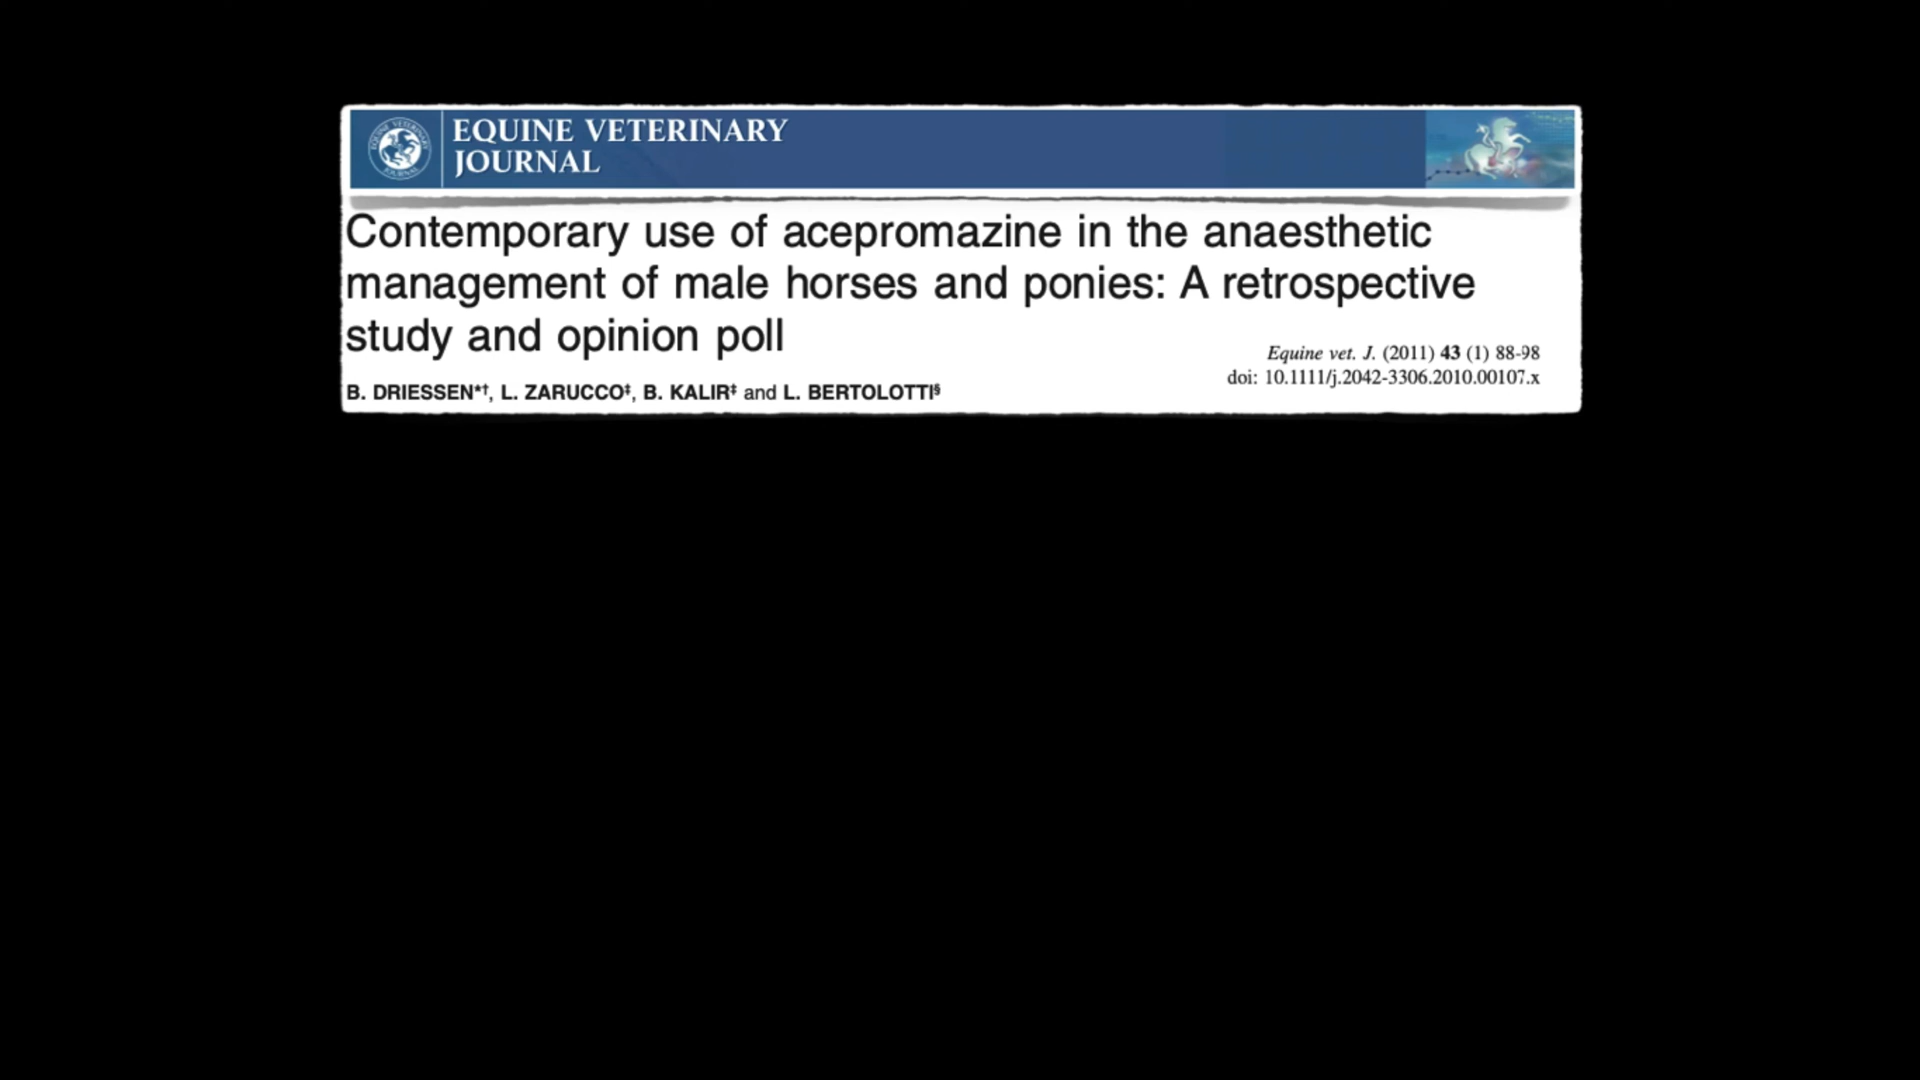 EQUINE VETERINARY
JOURNAL
Contemporary use of acepromazine in the anaesthetic
management of male horses and ponies: A retrospective
study and opinion poll
Equine vet. J. (2011) 43 (1) 88-98
doi: 10.1111/j.2042-3306.2010.00107.x
B. DRIESSEN*†, L. ZARUCCO‡, B. KALIR‡ and L. BERTOLOTTI§